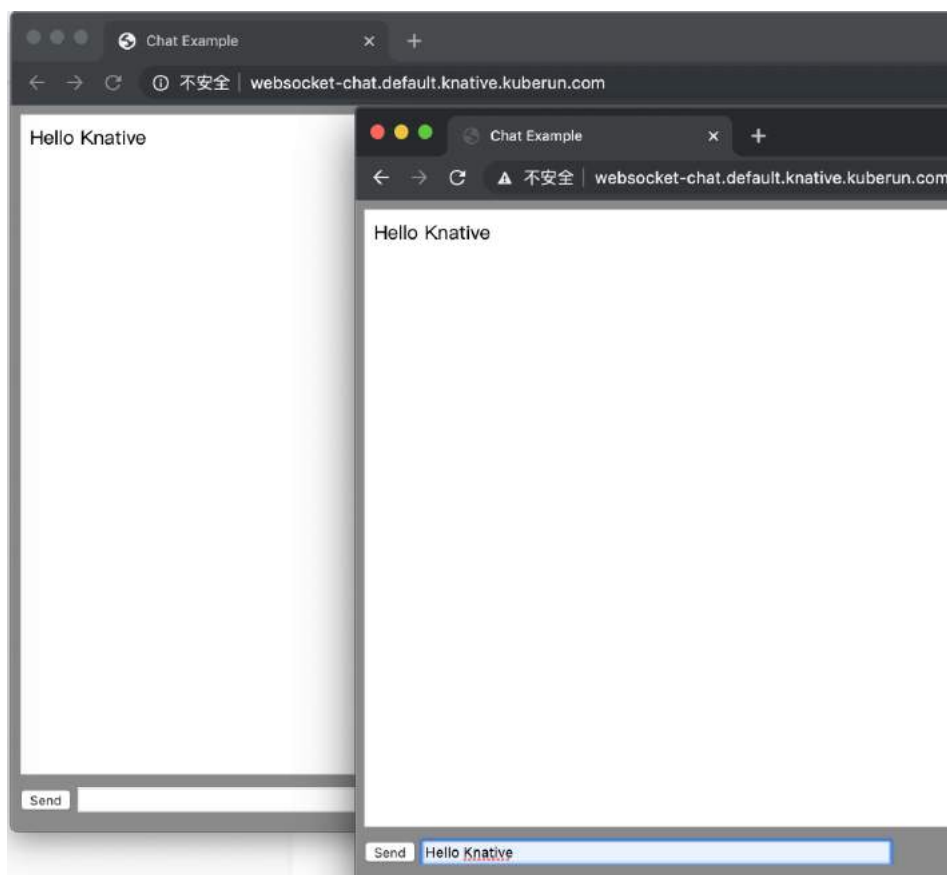 Chat Example
不安全 websocket-chat.default.knative.kuberun.com
Hello Knative
Send
Chat Example
不安全 websocket-chat.default.knative.kuberun.com
Hello Knative
Send Hello Knative